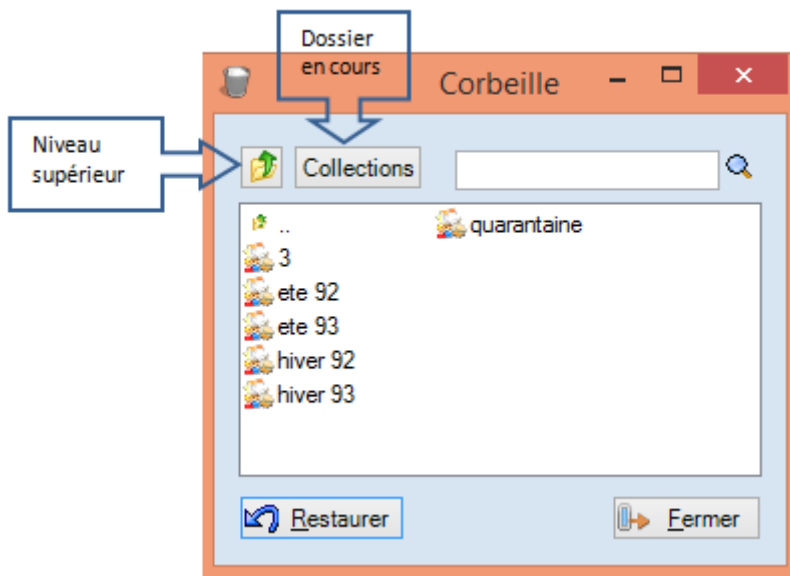 Dossier
en cours
Corbeille
Niveau
supérieur
Collections
..
quarantaine
3
ete 92
ete 93
hiver 92
hiver 93
Restaurer
Fermer